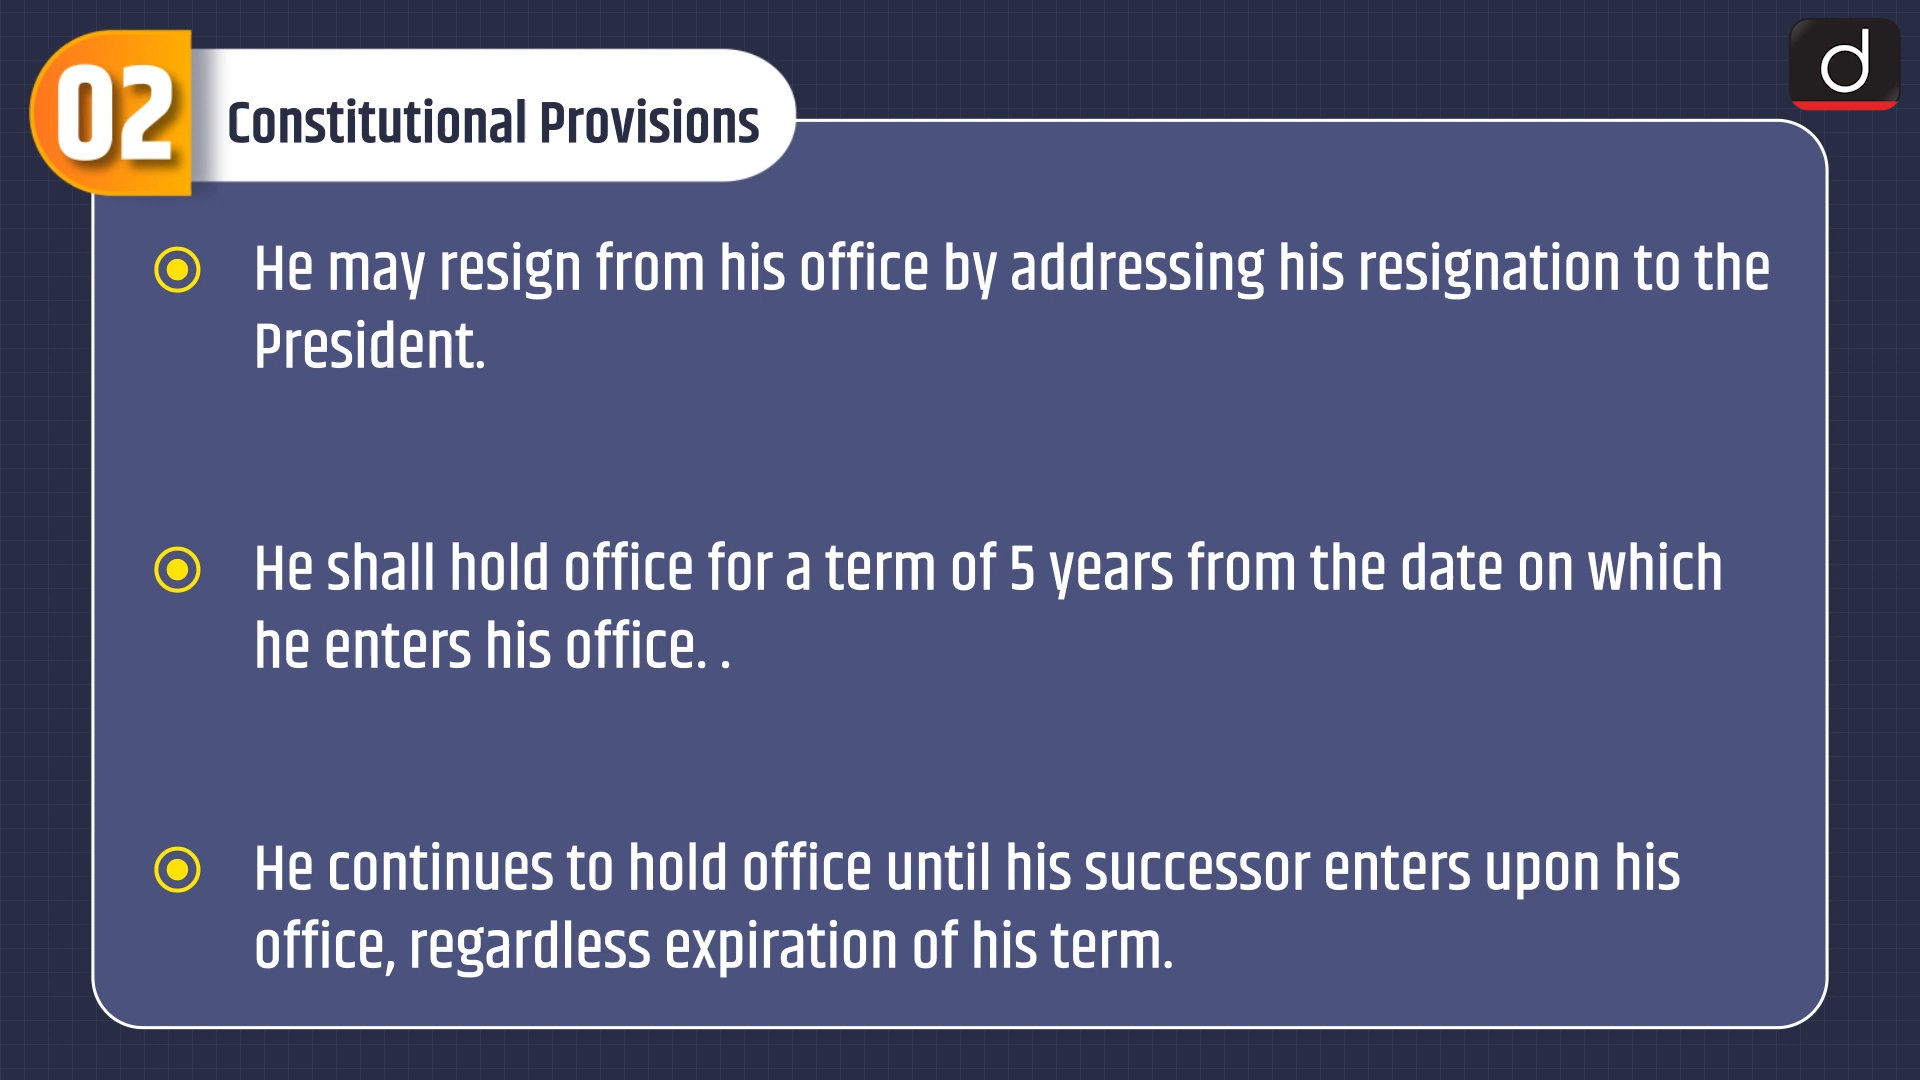 02
Constitutional Provisions
d
He may resign from his office by addressing his resignation to the
President.
He shall hold office for a term of 5 years from the date on which
he enters his office. .
He continues to hold office until his successor enters upon his
office, regardless expiration of his term.